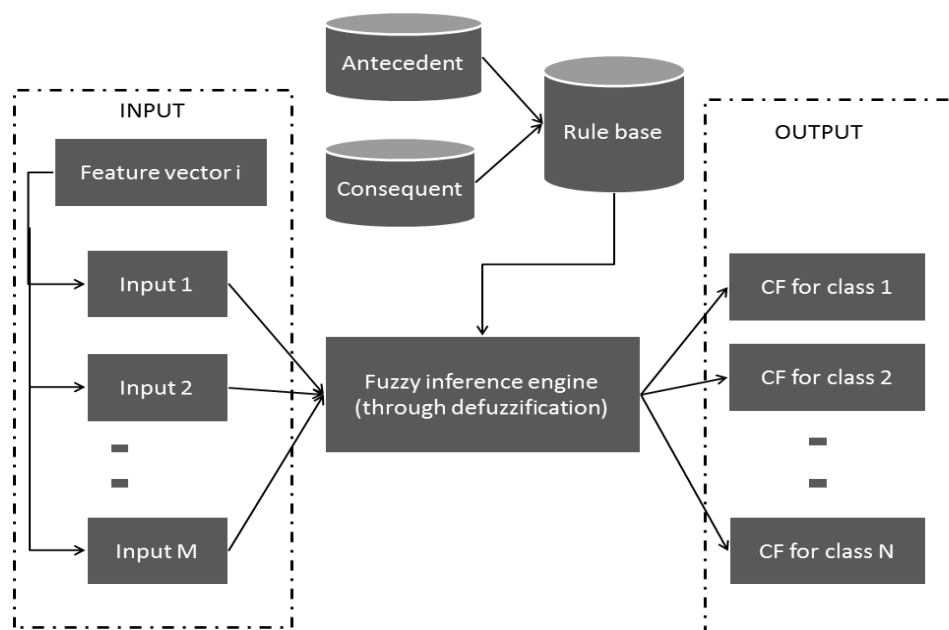 Antecedent
Consequent
Rule base
INPUT
Feature vector i
Input 1
Input 2
Input M
Fuzzy inference engine
(through defuzzification)
OUTPUT
CF for class 1
CF for class 2
CF for class N